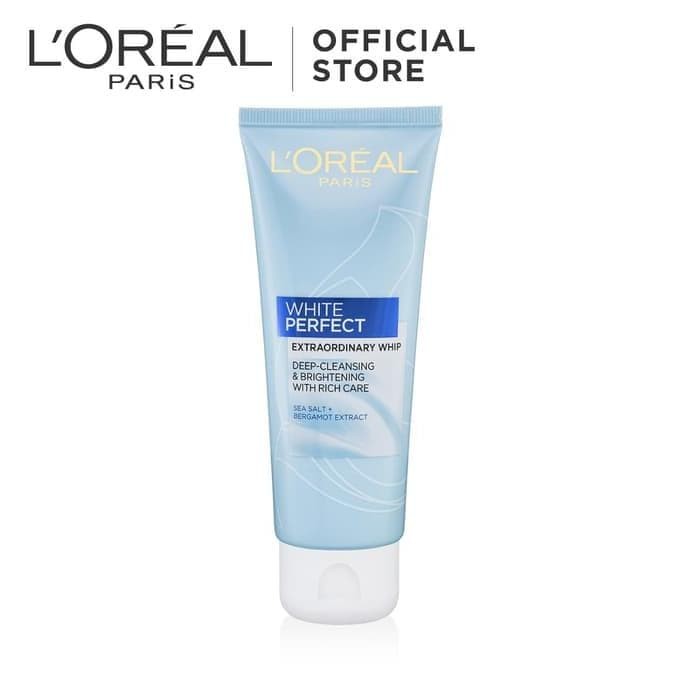 L'ORÉAL
PARIS
OFFICIAL
STORE
L'ORÉAL
PARIS
WHITE
PERFECT
EXTRAORDINARY WHIP
DEEP-CLEANSING
& BRIGHTENING
WITH RICH CARE
SEA SALT +
BERGAMOT EXTRACT